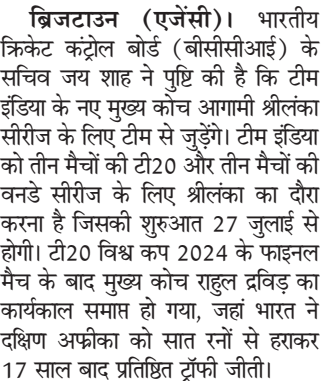 ब्रिजटाउन (एजेंसी)। भारतीय
क्रिकेट कंट्रोल बोर्ड (बीसीसीआई) के
सचिव जय शाह ने पुष्टि की है कि टीम
इंडिया के नए मुख्य कोच आगामी श्रीलंका
सीरीज के लिए टीम से जुड़ेंगे। टीम इंडिया
को तीन मैचों की टी20 और तीन मैचों की
वनडे सीरीज के लिए श्रीलंका का दौरा
करना है जिसकी शुरुआत 27 जुलाई से
होगी। टी20 विश्व कप 2024 के फाइनल
मैच के बाद मुख्य कोच राहुल द्रविड़ का
कार्यकाल समाप्त हो गया, जहां भारत ने
दक्षिण अफ्रीका को सात रनों से हराकर
17 साल बाद प्रतिष्ठित ट्रॉफी जीती।